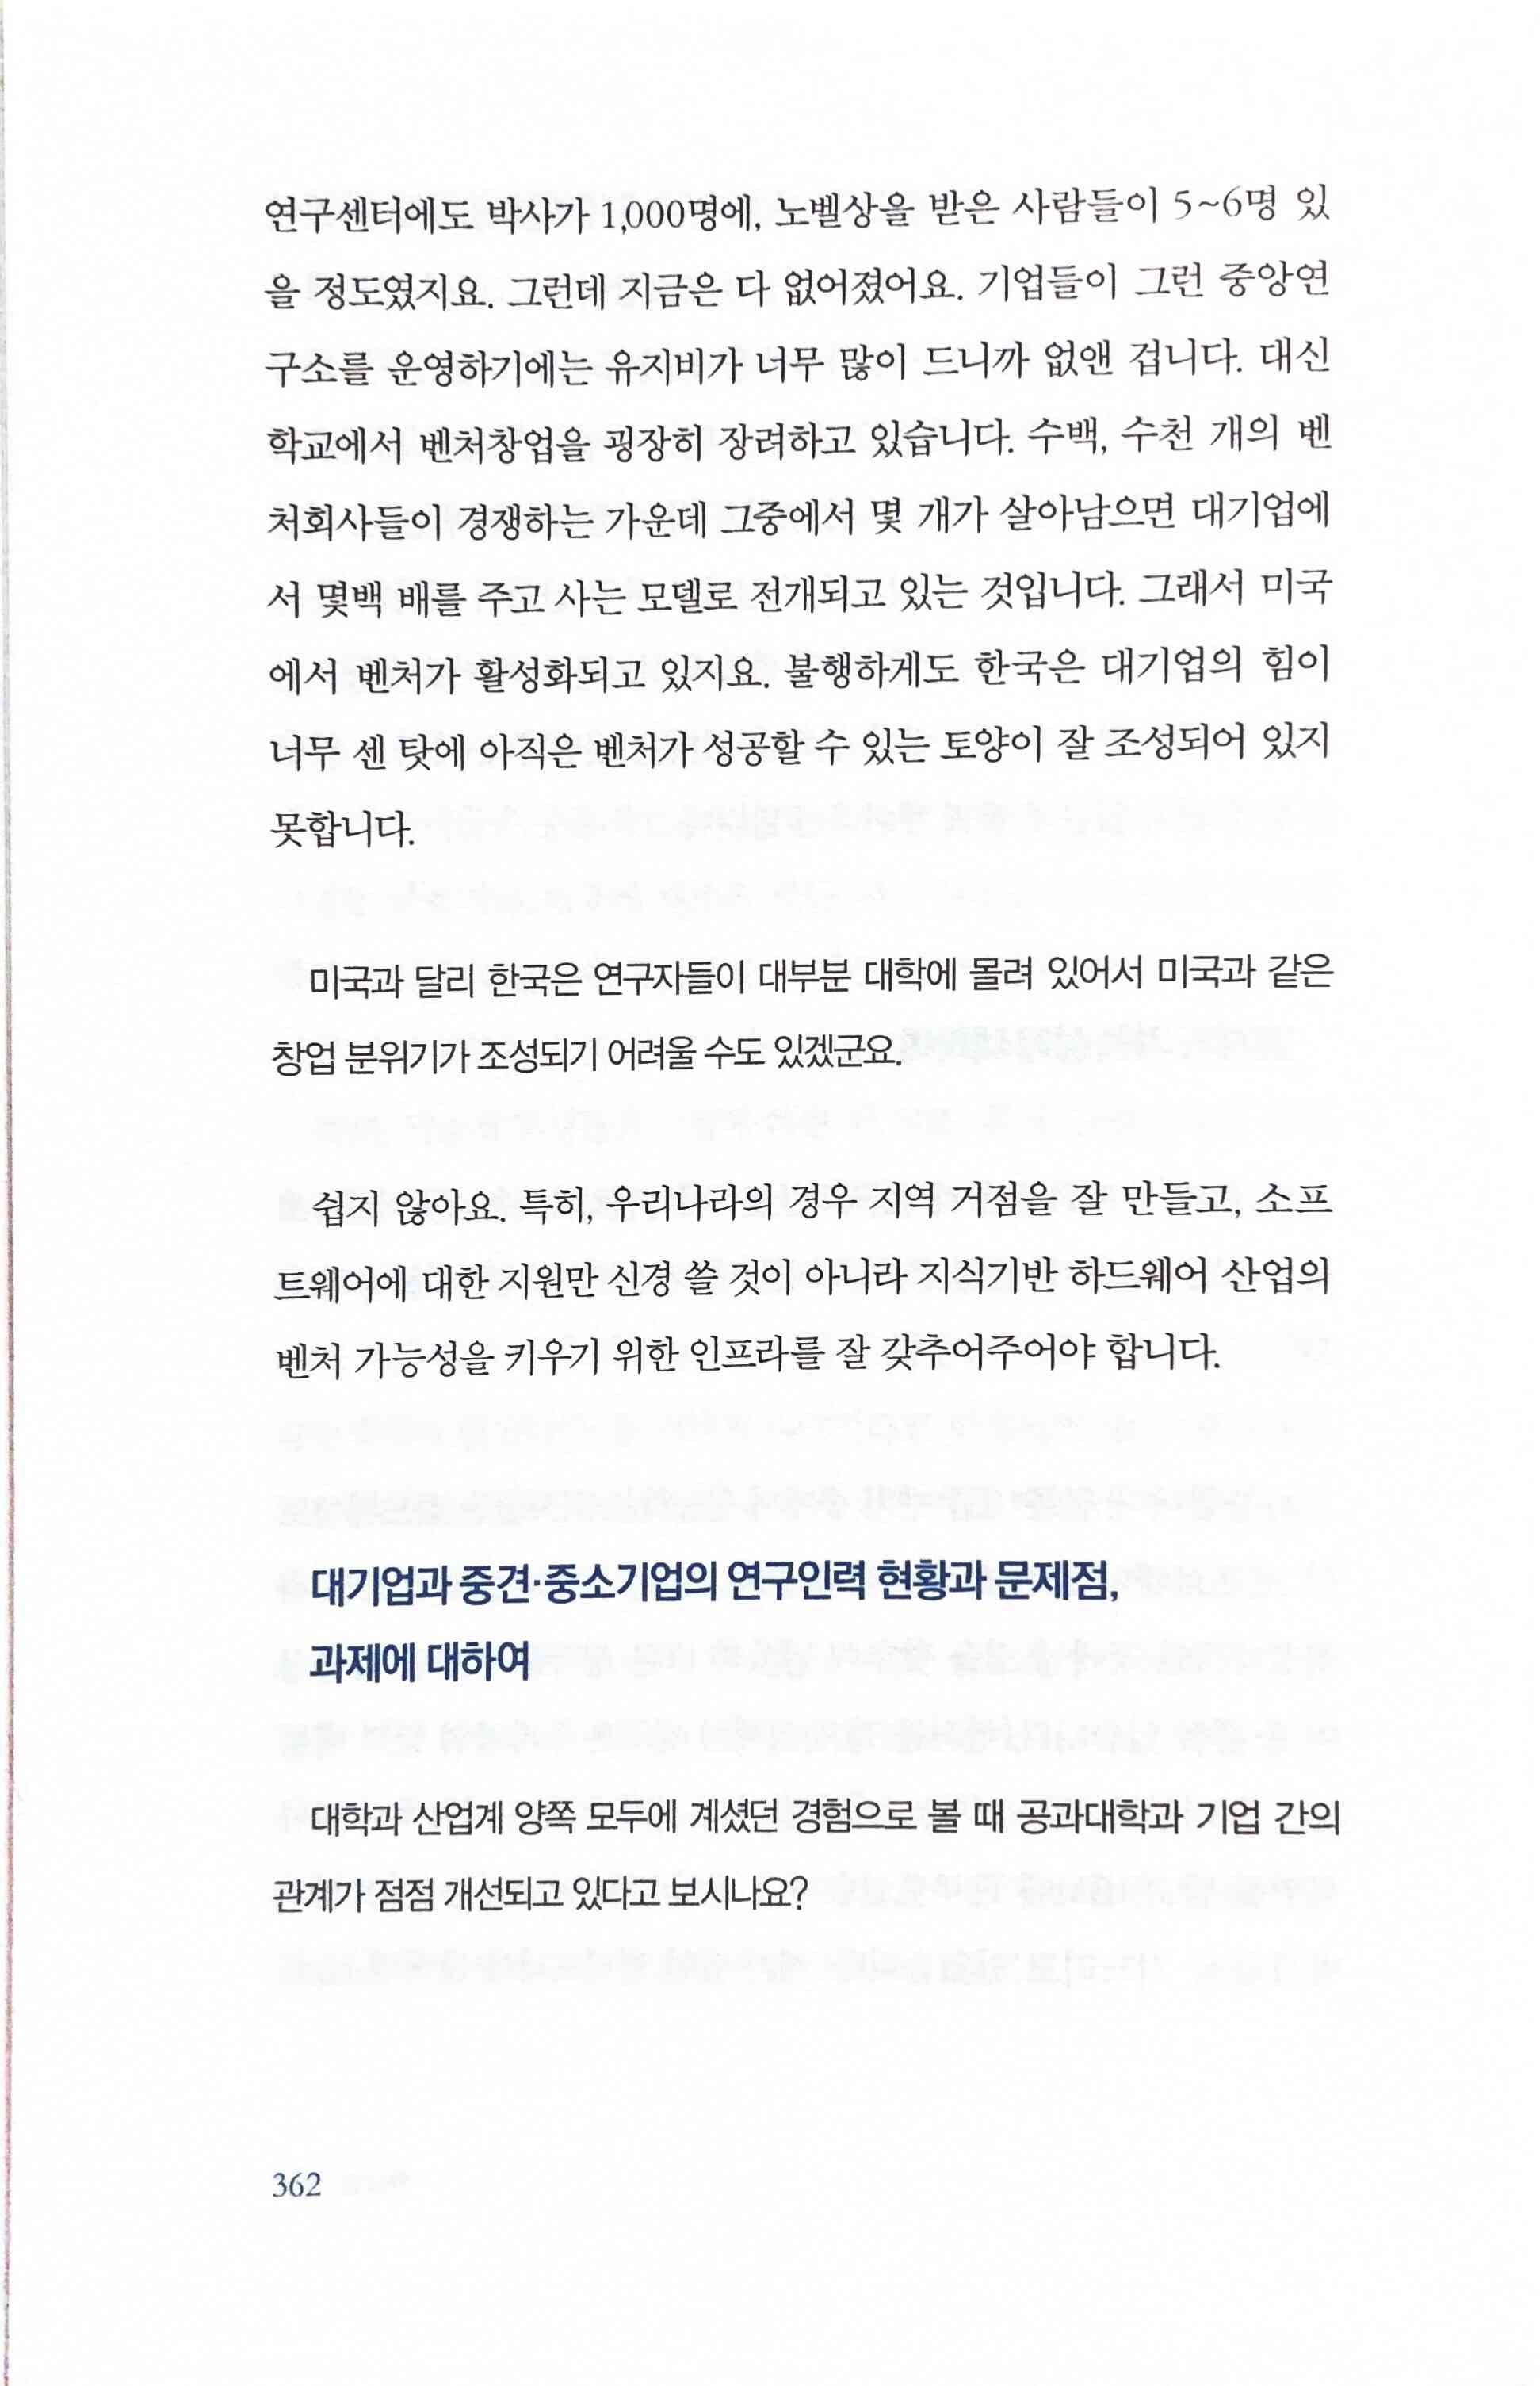 연구센터에도 박사가 1,000명에, 노벨상을 받은 사람들이 5~6명 있
을 정도였지요. 그런데 지금은 다 없어졌어요. 기업들이 그런 중앙연
구소를 운영하기에는 유지비가 너무 많이 드니까 없앤 겁니다. 대신
학교에서 벤처창업을 굉장히 장려하고 있습니다. 수백, 수천 개의 벤
처회사들이 경쟁하는 가운데 그중에서 몇 개가 살아남으면 대기업에
서 몇백 배를 주고 사는 모델로 전개되고 있는 것입니다. 그래서 미국
에서 벤처가 활성화되고 있지요. 불행하게도 한국은 대기업의 힘이
너무 센 탓에 아직은 벤처가 성공할 수 있는 토양이 잘 조성되어 있지
못합니다.
미국과 달리 한국은 연구자들이 대부분 대학에 몰려 있어서 미국과 같은
창업 분위기가 조성되기 어려울 수도 있겠군요.
쉽지 않아요. 특히, 우리나라의 경우 지역 거점을 잘 만들고, 소프
트웨어에 대한 지원만 신경 쓸 것이 아니라 지식기반 하드웨어 산업의
벤처 가능성을 키우기 위한 인프라를 잘 갖추어주어야 합니다.
대기업과 중견·중소기업의 연구인력 현황과 문제점,
과제에 대하여
대학과 산업계 양쪽 모두에 계셨던 경험으로 볼 때 공과대학과 기업 간의
관계가 점점 개선되고 있다고 보시나요?
362